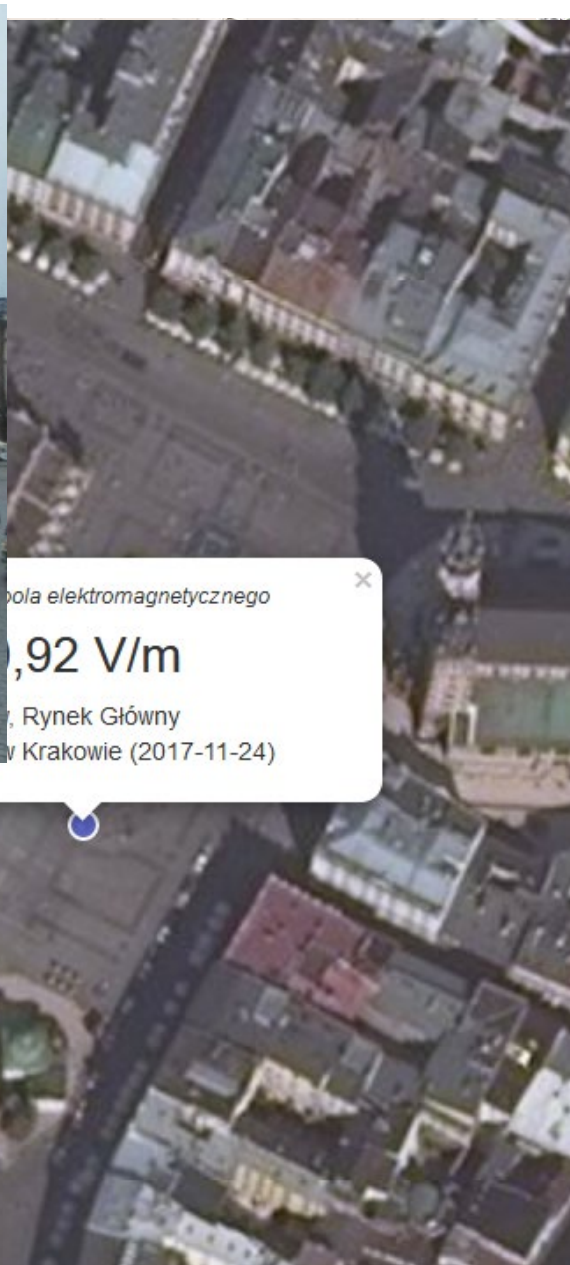 pola elektromagnetycznego
,92 V/m
, Rynek Główny
w Krakowie (2017-11-24)